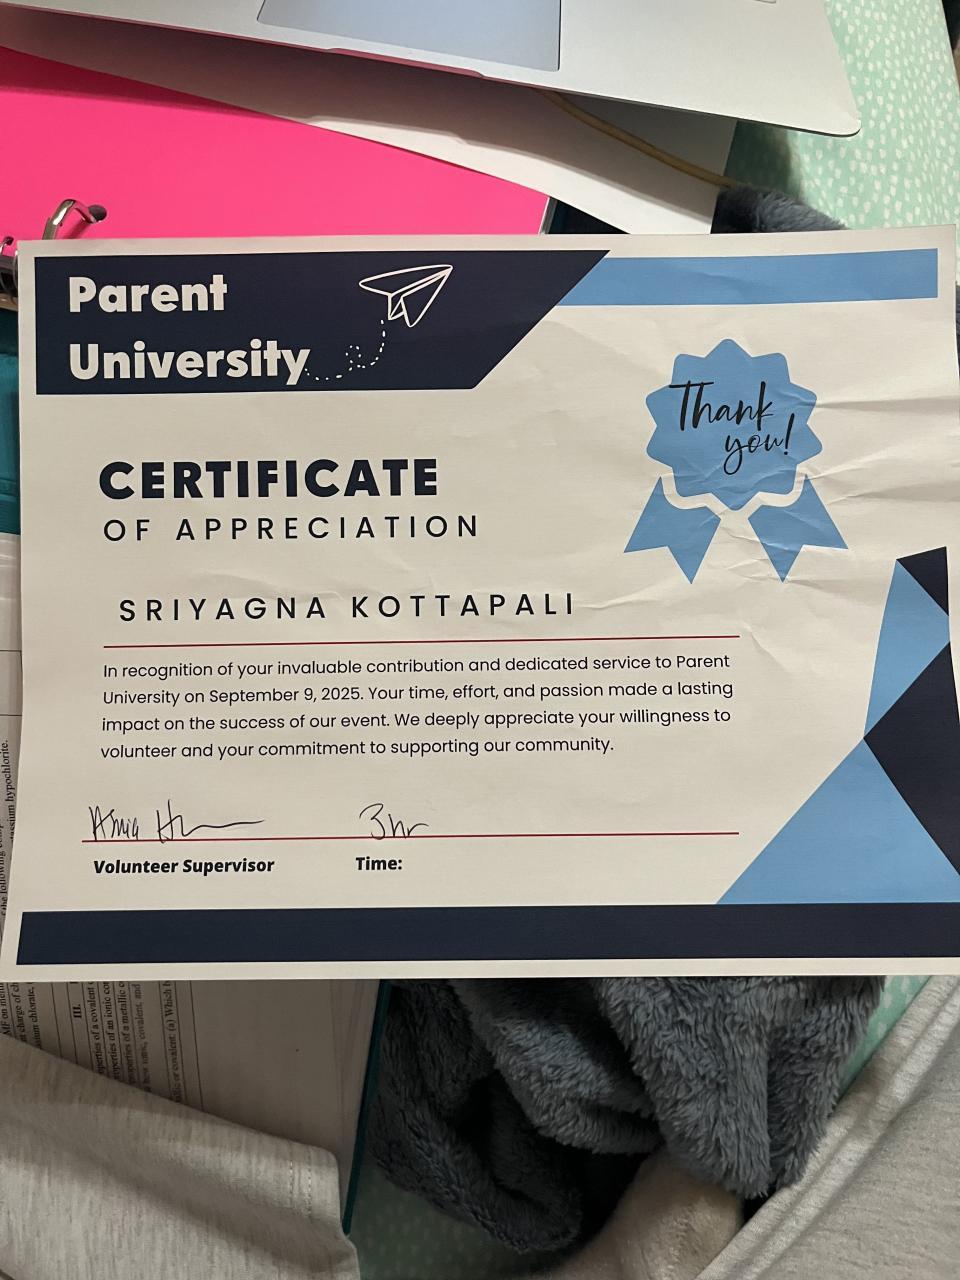 Parent
University
Thank
you!
CERTIFICATE
OF APPRECIATION
SRIYAGNA KOTTAPALI
In recognition of your invaluable contribution and dedicated service to Parent
University on September 9, 2025. Your time, effort, and passion made a lasting
impact on the success of our event. We deeply appreciate your willingness to
volunteer and your commitment to supporting our community.
3hr
Volunteer Supervisor
Time:
assium hypochlorite.
III.